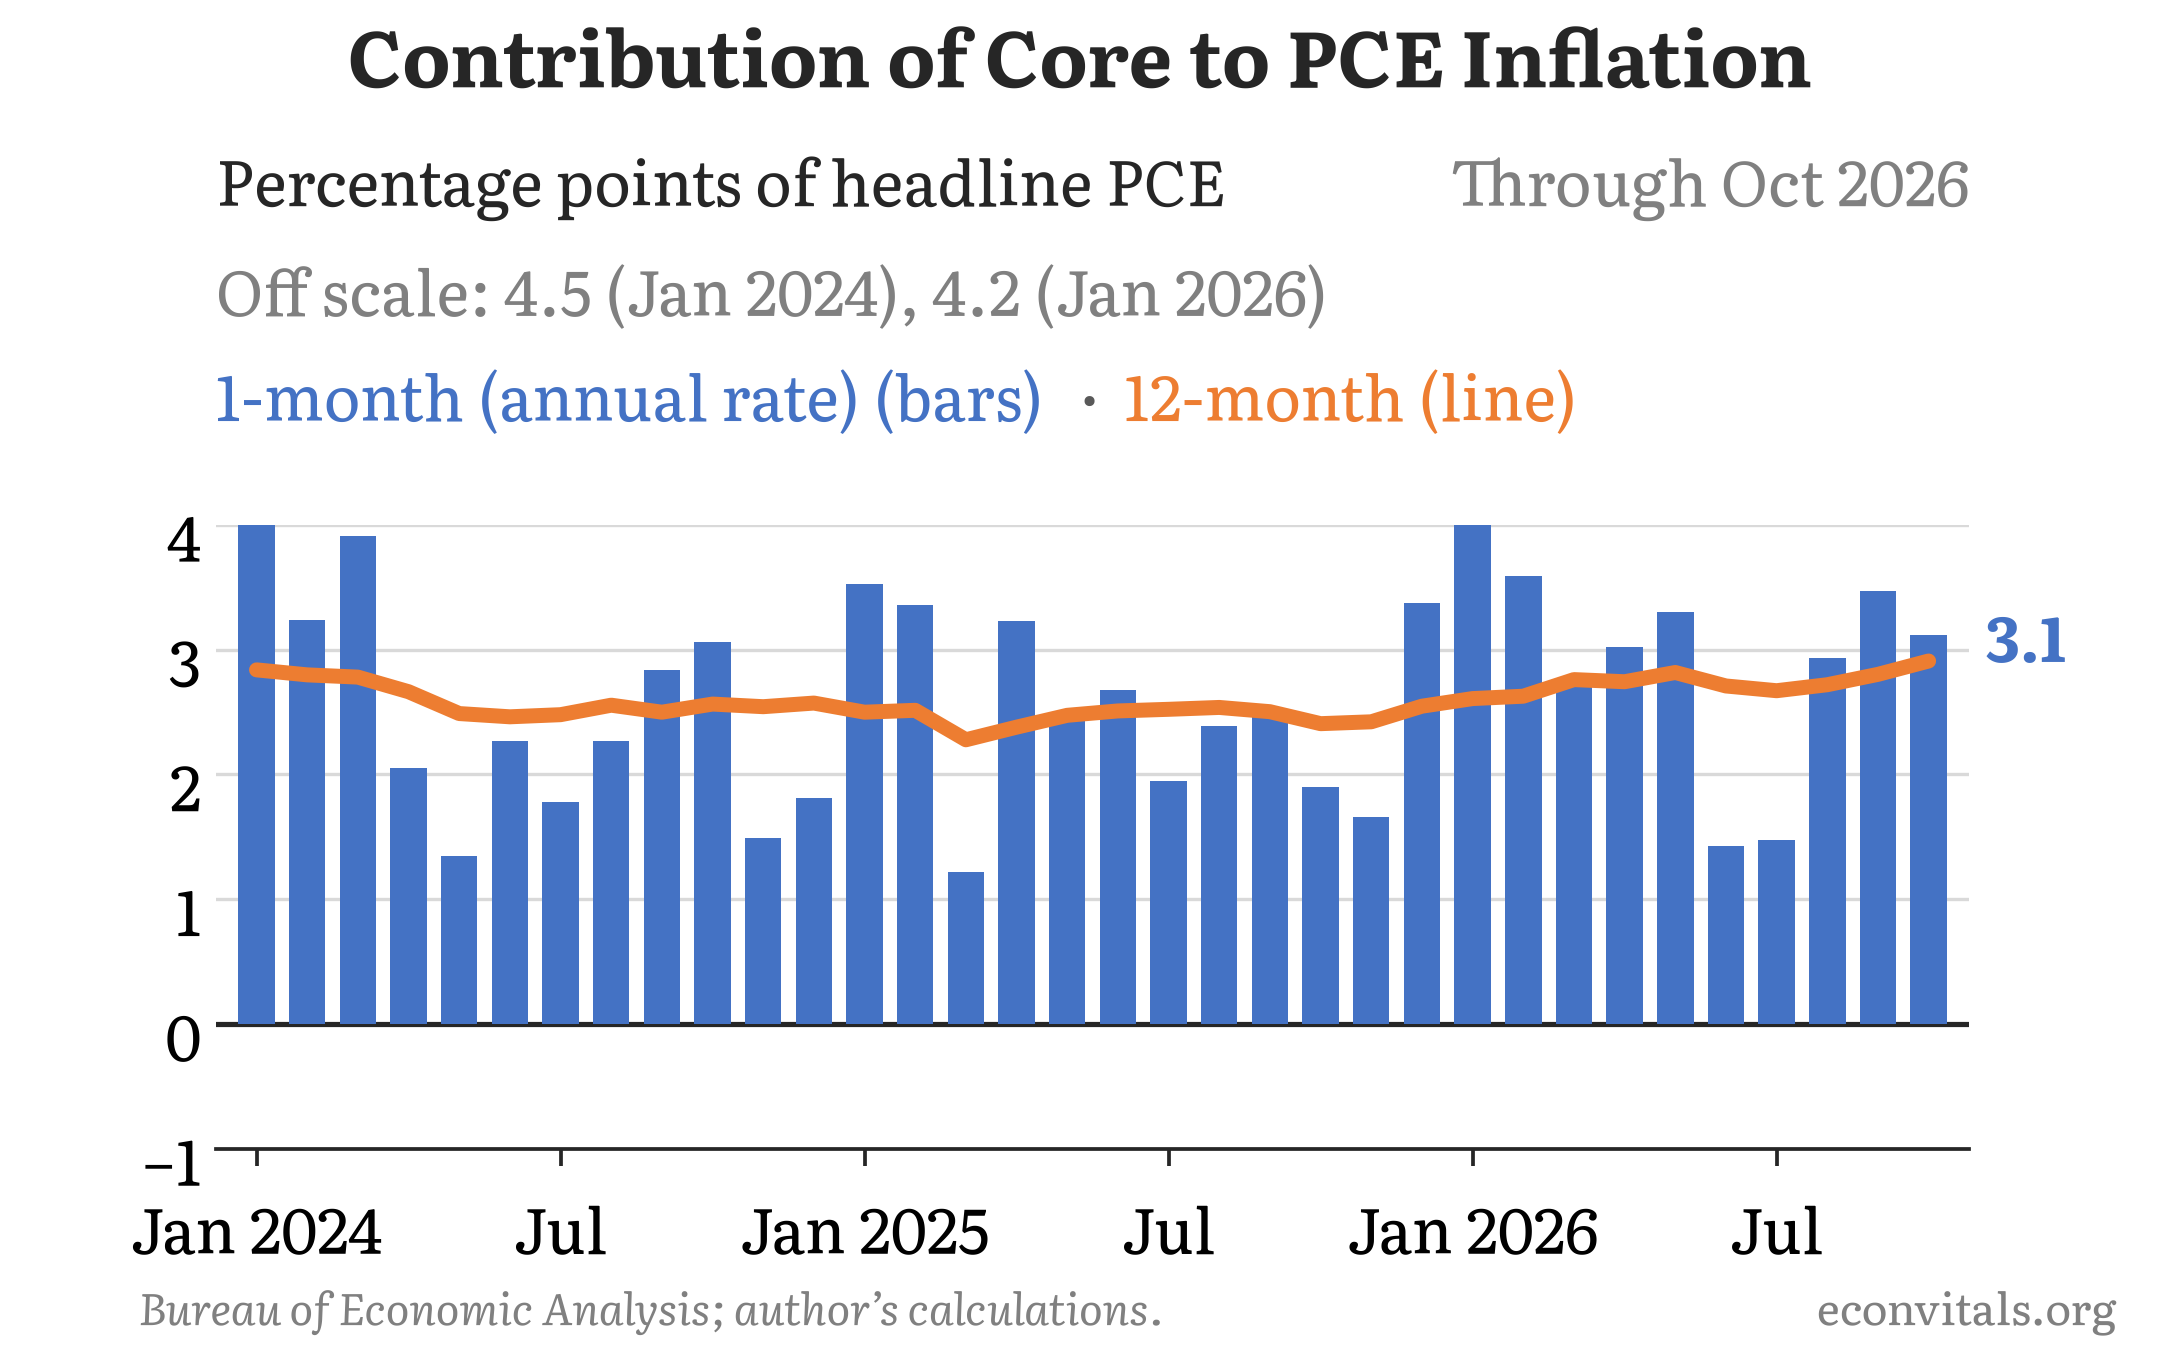 Contribution of Core to PCE Inflation
Percentage points of headline PCE Through Oct 2026
Off scale: 4.5 (Jan 2024), 4.2 (Jan 2026)
1-month (annual rate) (bars) · 12-month (line)
4
3.1
3
2
1
0
−1
Jan 2024 Jul Jan 2025 Jul Jan 2026 Jul
Bureau of Economic Analysis; author’s calculations. econvitals.org